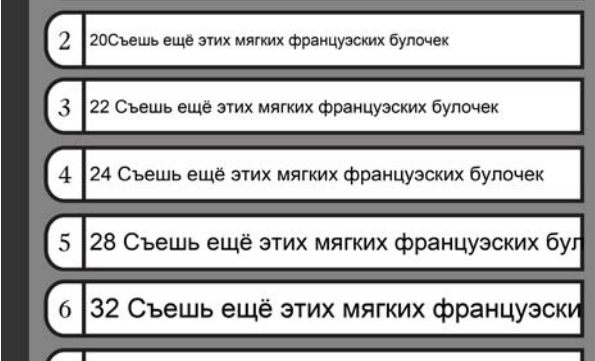 2 20Съешь ещё этих мягких французских булочек
3 22 Съешь ещё этих мягких французских булочек
4 24 Съешь ещё этих мягких французских булочек
5 28 Съешь ещё этих мягких французских бул
6 32 Съешь ещё этих мягких французски